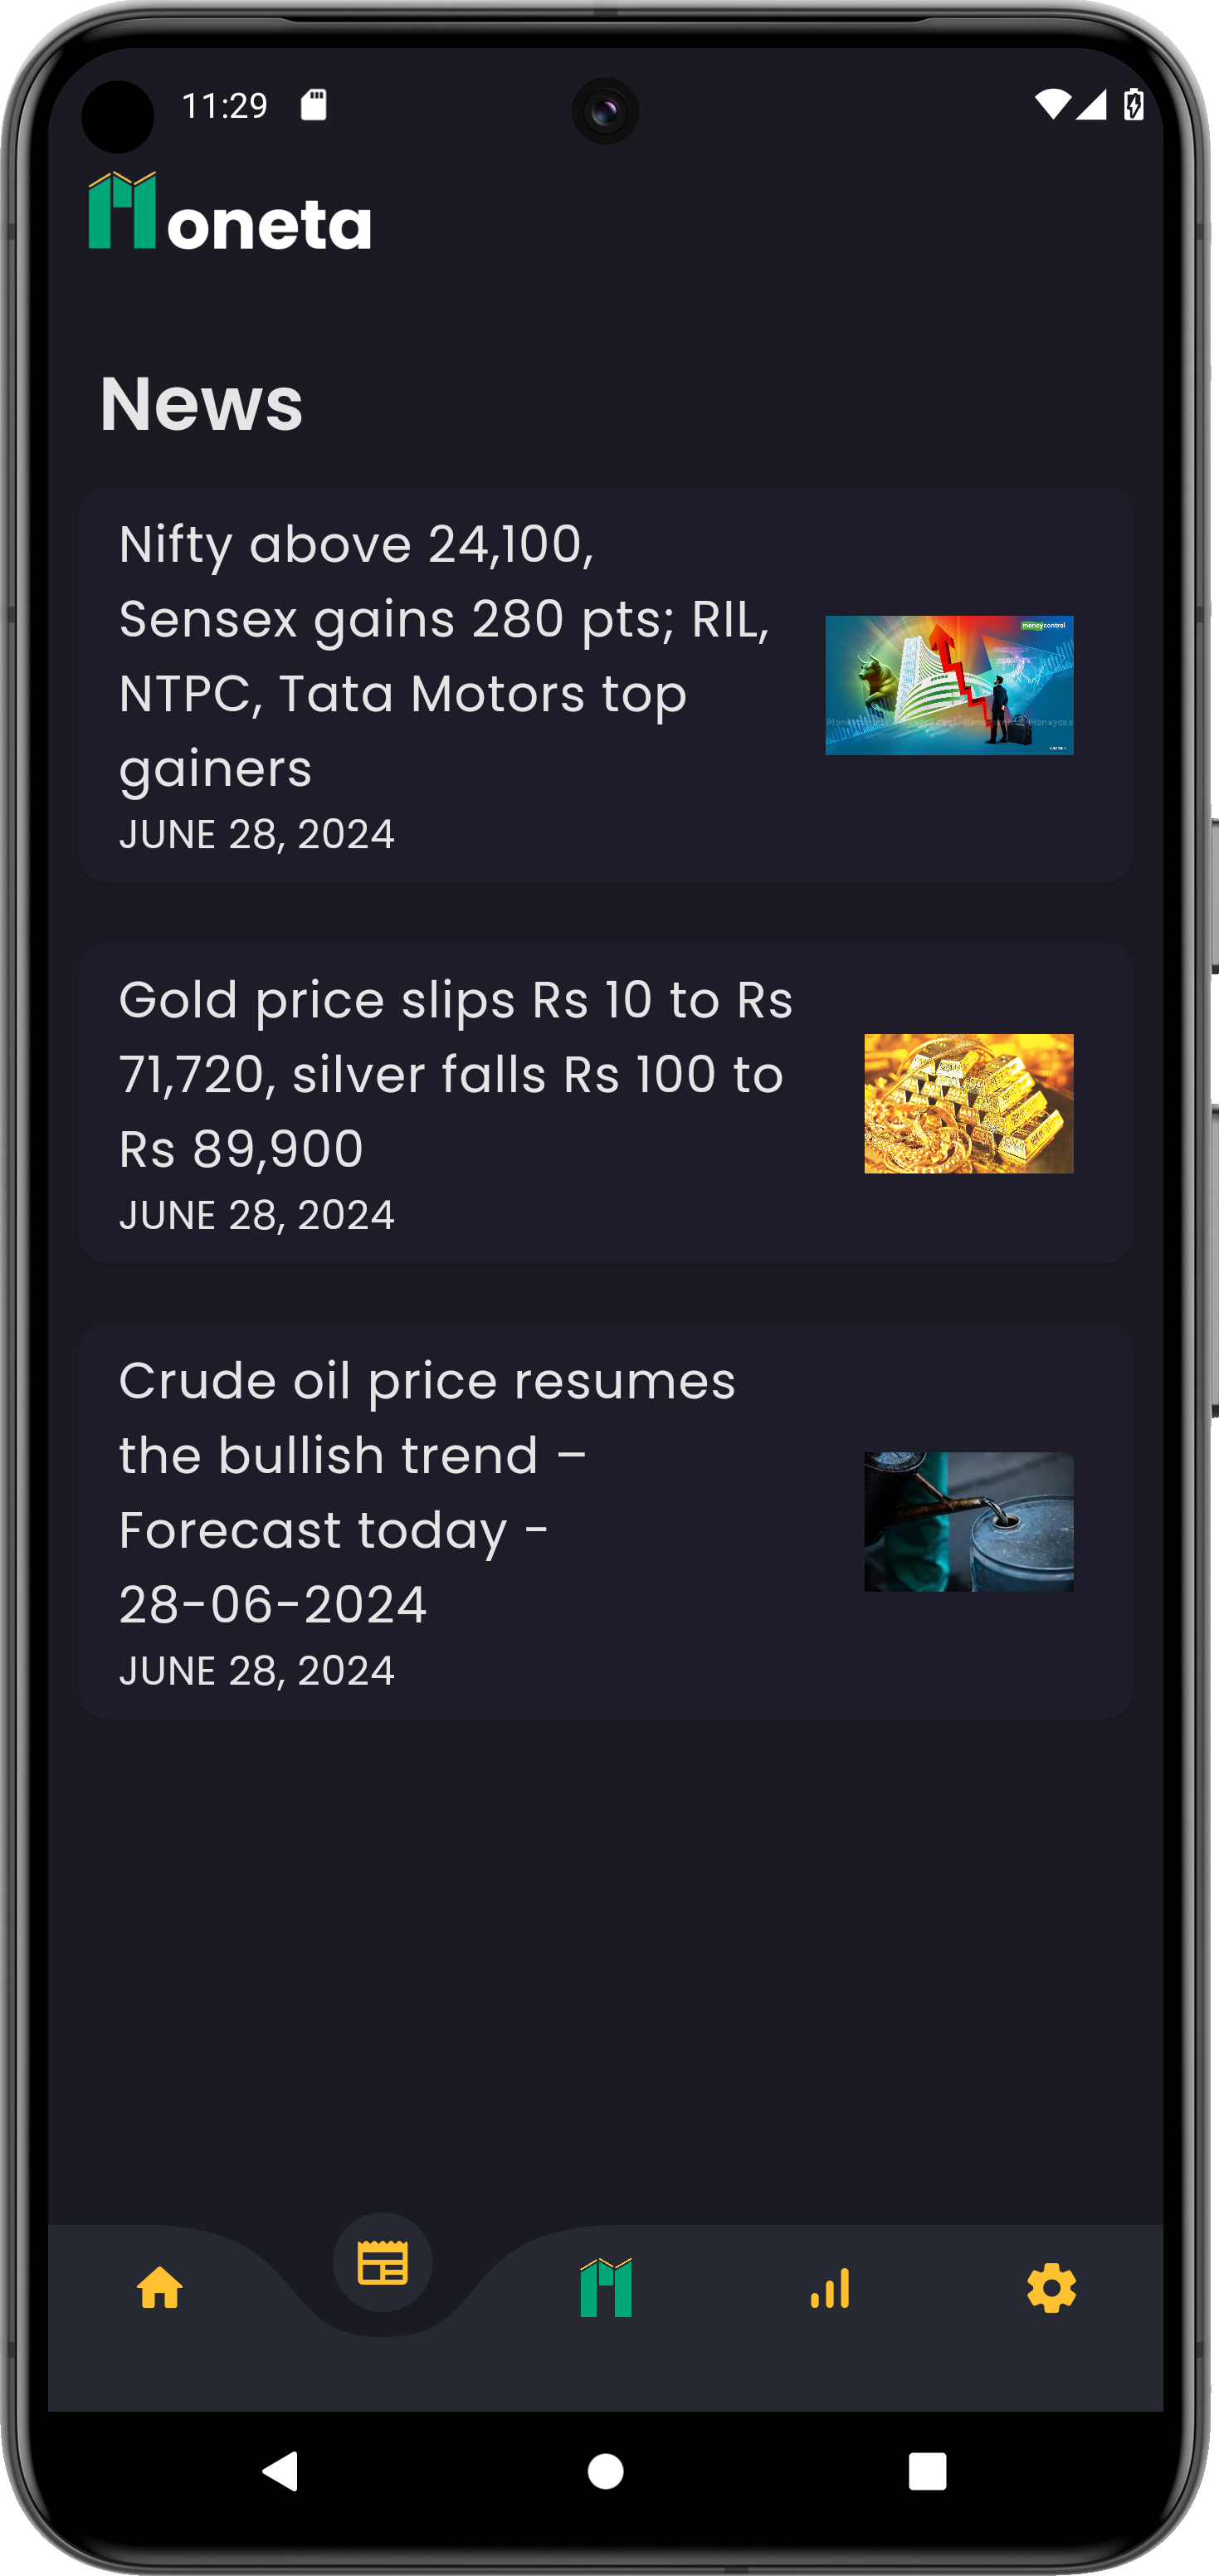 11:29
Moneta
News
Nifty above 24,100,
Sensex gains 280 pts; RIL,
NTPC, Tata Motors top
gainers
JUNE 28, 2024
moneycontrol
Gold price slips Rs 10 to Rs
71,720, silver falls Rs 100 to
Rs 89,900
JUNE 28, 2024
Crude oil price resumes
the bullish trend –
Forecast today -
28-06-2024
JUNE 28, 2024